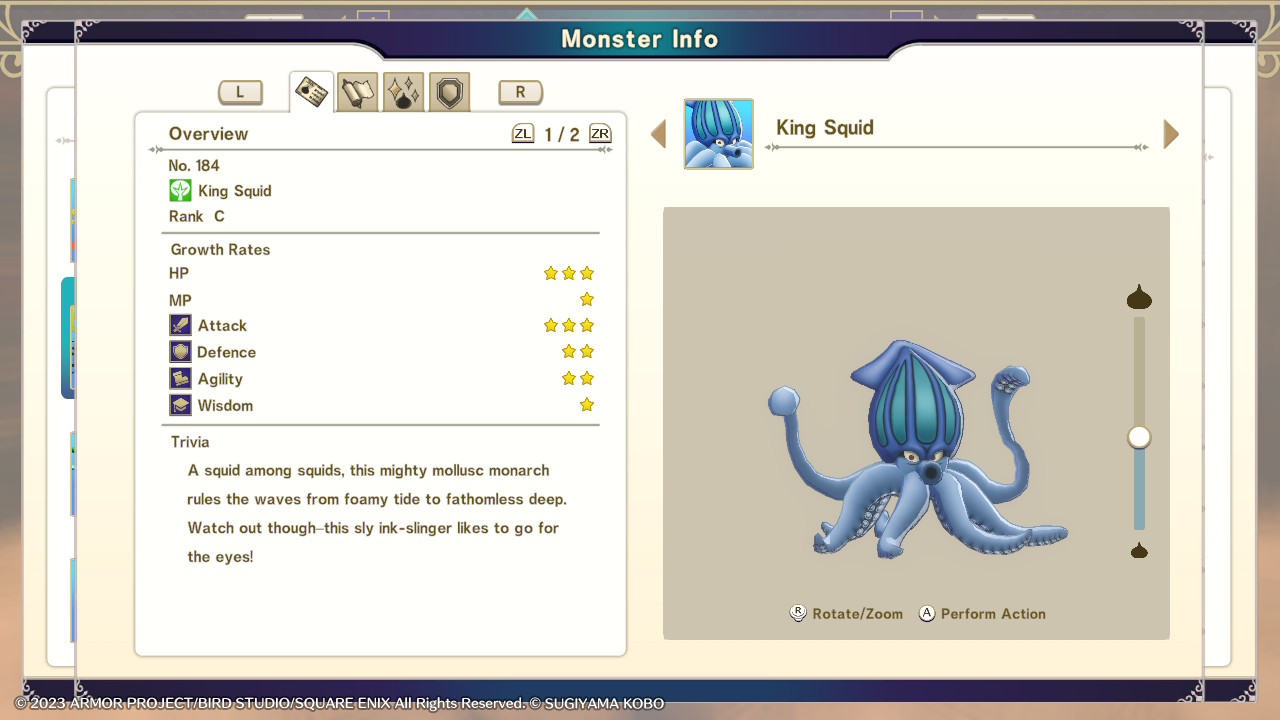 Monster Info
L
R
Overview
ZL 1 / 2 ZR
No. 184
King Squid
Rank C
Growth Rates
HP
MP
Attack
Defence
Agility
Wisdom
Trivia
A squid among squids, this mighty mollusc monarch
rules the waves from foamy tide to fathomless deep.
Watch out though–this sly ink-slinger likes to go for
the eyes!
King Squid
R Rotate/Zoom A Perform Action
© 2023 ARMOR PROJECT/BIRD STUDIO/SQUARE ENIX All Rights Reserved. © SUGIYAMA KOBO